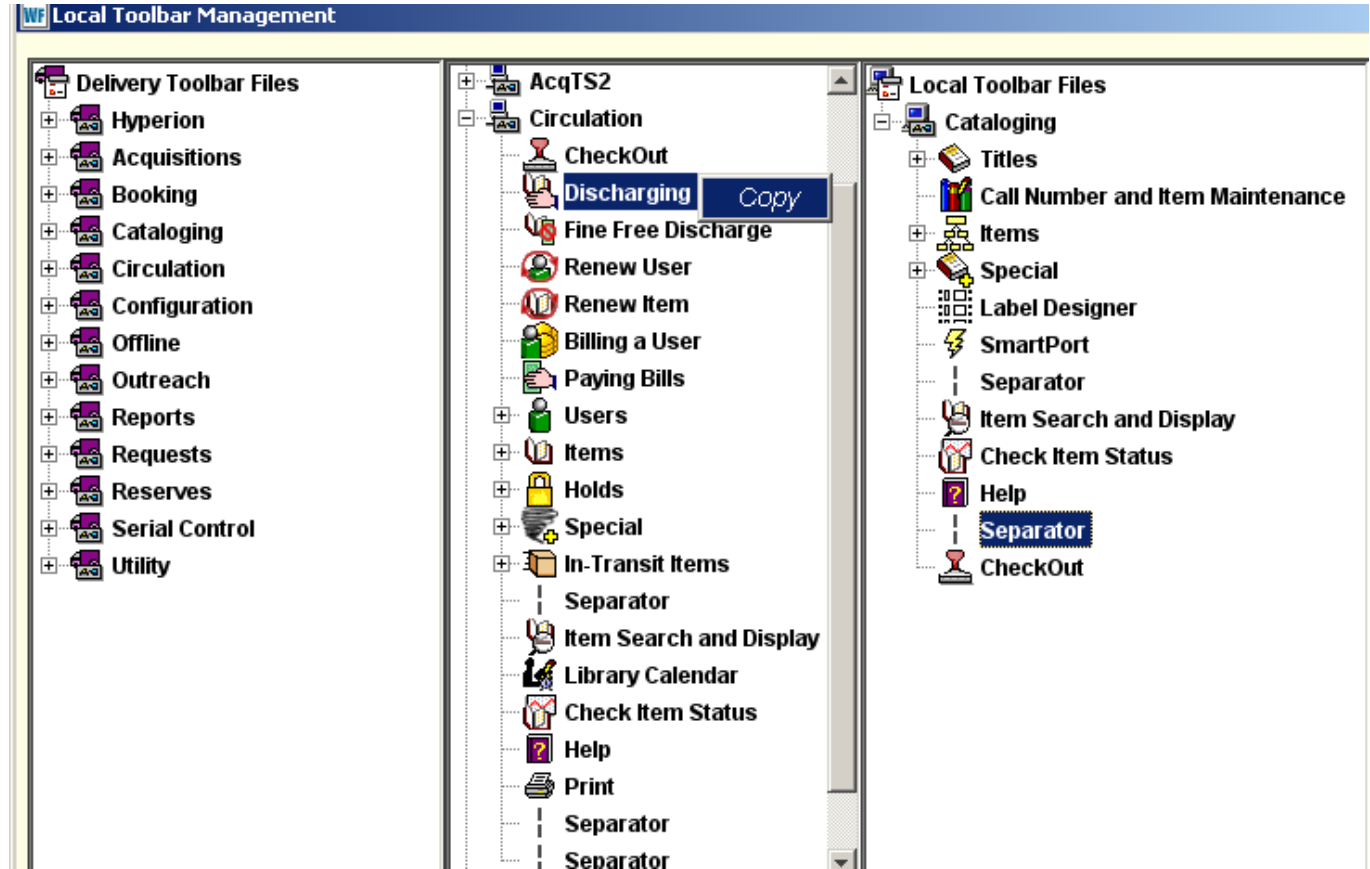 WF Local Toolbar Management
Delivery Toolbar Files
Hyperion
Acquisitions
Booking
Cataloging
Circulation
Configuration
Offline
Outreach
Reports
Requests
Reserves
Serial Control
Utility
AcqTS2
Circulation
CheckOut
Discharging
Copy
Fine Free Discharge
Renew User
Renew Item
Billing a User
Paying Bills
Users
Items
Holds
Special
In-Transit Items
Separator
Item Search and Display
Library Calendar
Check Item Status
Help
Print
Separator
Separator
Local Toolbar Files
Cataloging
Titles
Call Number and Item Maintenance
Items
Special
Label Designer
SmartPort
Separator
Item Search and Display
Check Item Status
Help
Separator
CheckOut